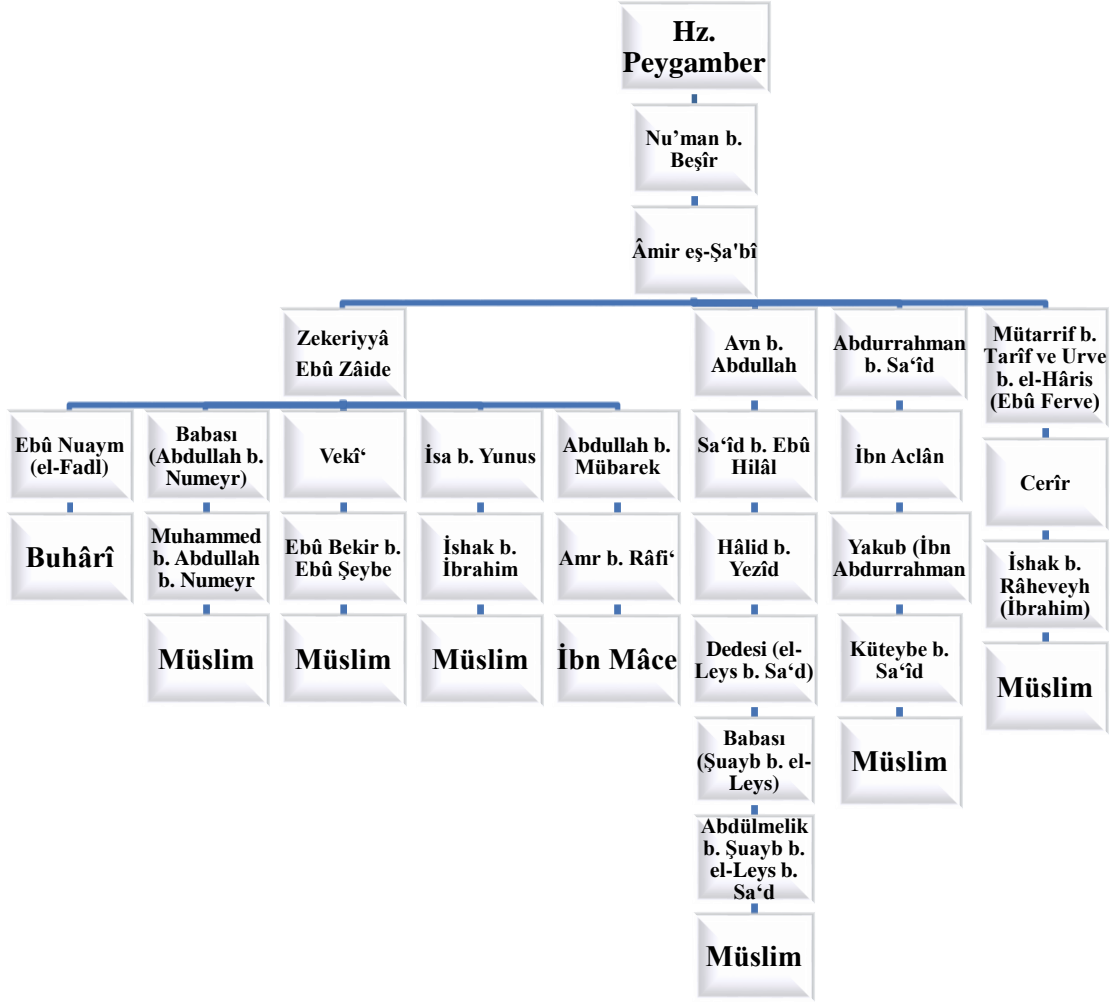 Hz.
Peygamber
Nu’man b.
Beşîr
Âmir eş-Şa'bî
Zekeriyyâ
Ebû Zâide
Avn b.
Abdullah
Abdurrahman
b. Sa‘îd
Mütarrif b.
Tarîf ve Urve
b. el-Hâris
(Ebû Ferve)
Ebû Nuaym
(el-Fadl)
Babası
(Abdullah b.
Numeyr)
Vekî‘
İsa b. Yunus
Abdullah b.
Mübarek
Sa‘îd b. Ebû
Hilâl
İbn Aclân
Cerîr
Buhârî
Muhammed
b. Abdullah
b. Numeyr
Ebû Bekir b.
Ebû Şeybe
İshak b.
İbrahim
Amr b. Râfi‘
Hâlid b.
Yezîd
Yakub (İbn
Abdurrahman
İshak b.
Râheveyh
(İbrahim)
Müslim
Müslim
Müslim
İbn Mâce
Dedesi (el-
Leys b. Sa‘d)
Küteybe b.
Sa‘îd
Müslim
Babası
(Şuayb b. el-
Leys)
Müslim
Abdülmelik
b. Şuayb b.
el-Leys b.
Sa‘d
Müslim